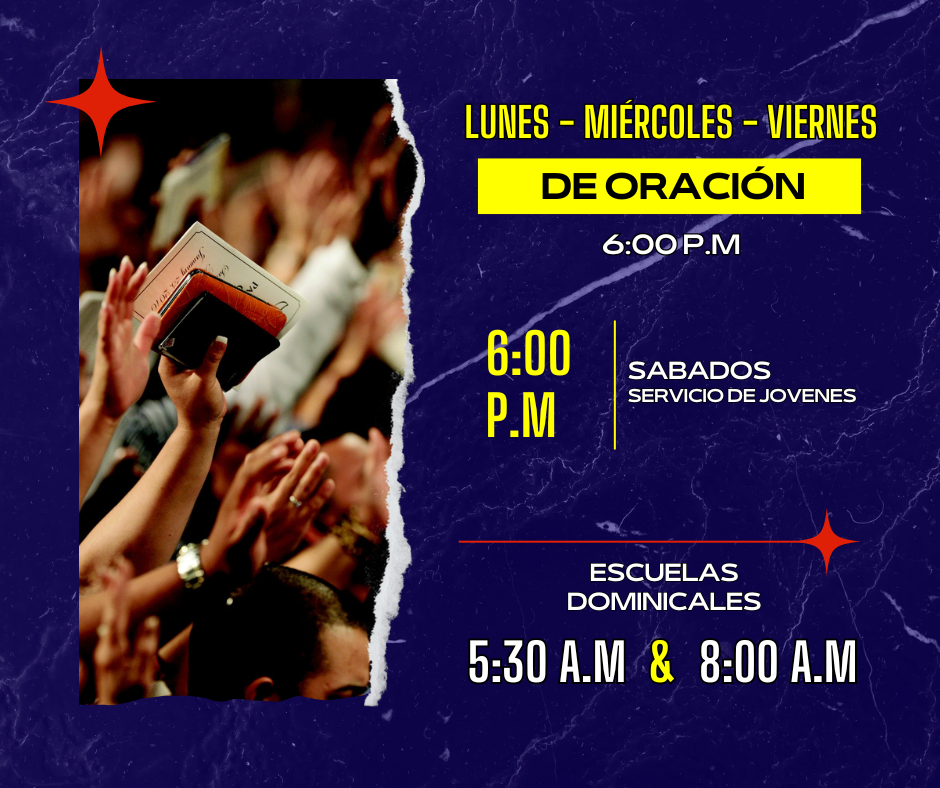 LUNES - MIÉRCOLES - VIERNES
DE ORACIÓN
6:00 P.M
6:00
P.M
SABADOS
SERVICIO DE JOVENES
ESCUELAS
DOMINICALES
5:30 A.M & 8:00 A.M